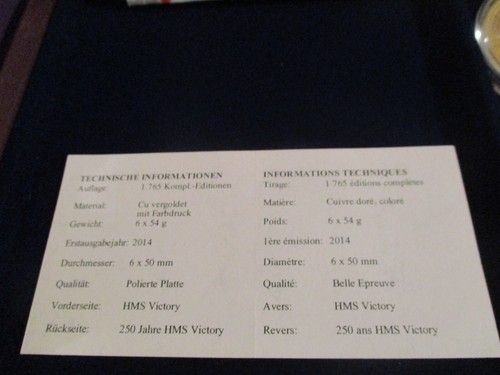 TECHNISCHE INFORMATIONEN
Auflage: 1.765 Kompl.-Editionen
Material: Cu vergoldet
mit Farbdruck
Gewicht: 6 x 54 g
Erstausgabejahr: 2014
Durchmesser: 6 x 50 mm
Qualität: Polierte Platte
Vorderseite: HMS Victory
Rückseite: 250 Jahre HMS Victory
INFORMATIONS TECHNIQUES
Tirage: 1 765 éditions complètes
Matière: Cuivre doré, coloré
Poids: 6 x 54 g
1ère émission: 2014
Diamètre: 6 x 50 mm
Qualité: Belle Epreuve
Avers: HMS Victory
Revers: 250 ans HMS Victory